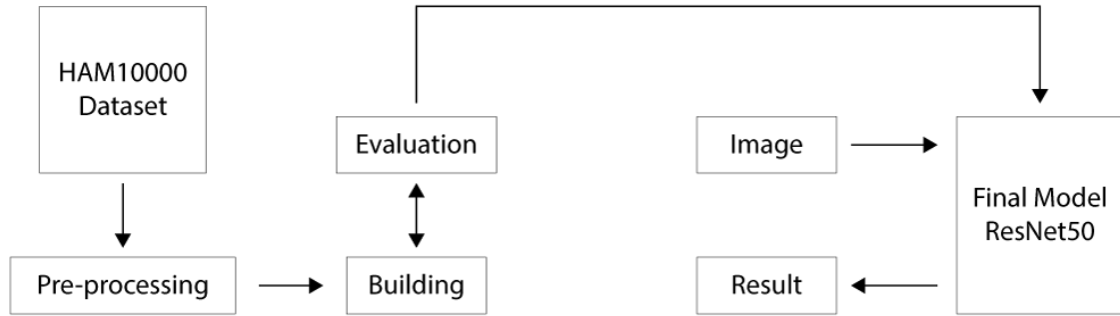 HAM10000
Dataset
Pre-processing
Building
Evaluation
Image
Final Model
ResNet50
Result